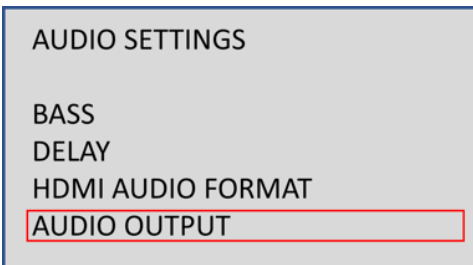 AUDIO SETTINGS
BASS
DELAY
HDMI AUDIO FORMAT
AUDIO OUTPUT